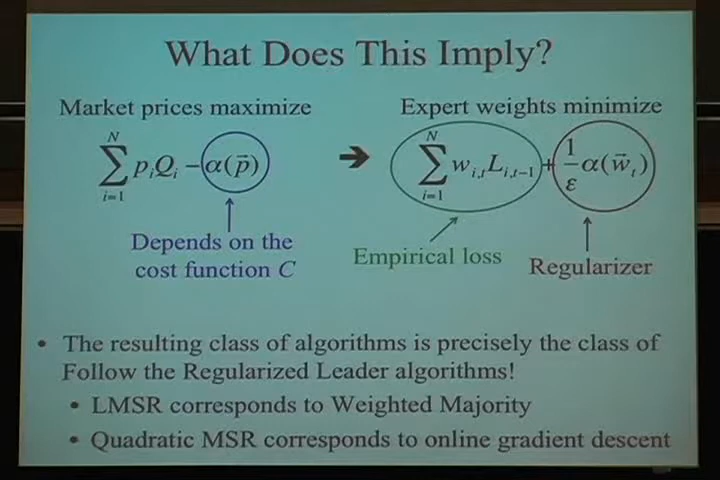 What Does This Imply?
Market prices maximize
Expert weights minimize
N
∑ pᵢQᵢ − α(p⃗)
i=1
➔
N
∑ wᵢ,ₜLᵢ,ₜ₋₁ + 1/ε α(w⃗ₜ)
i=1
Depends on the
cost function C
Empirical loss
Regularizer
• The resulting class of algorithms is precisely the class of
Follow the Regularized Leader algorithms!
• LMSR corresponds to Weighted Majority
• Quadratic MSR corresponds to online gradient descent